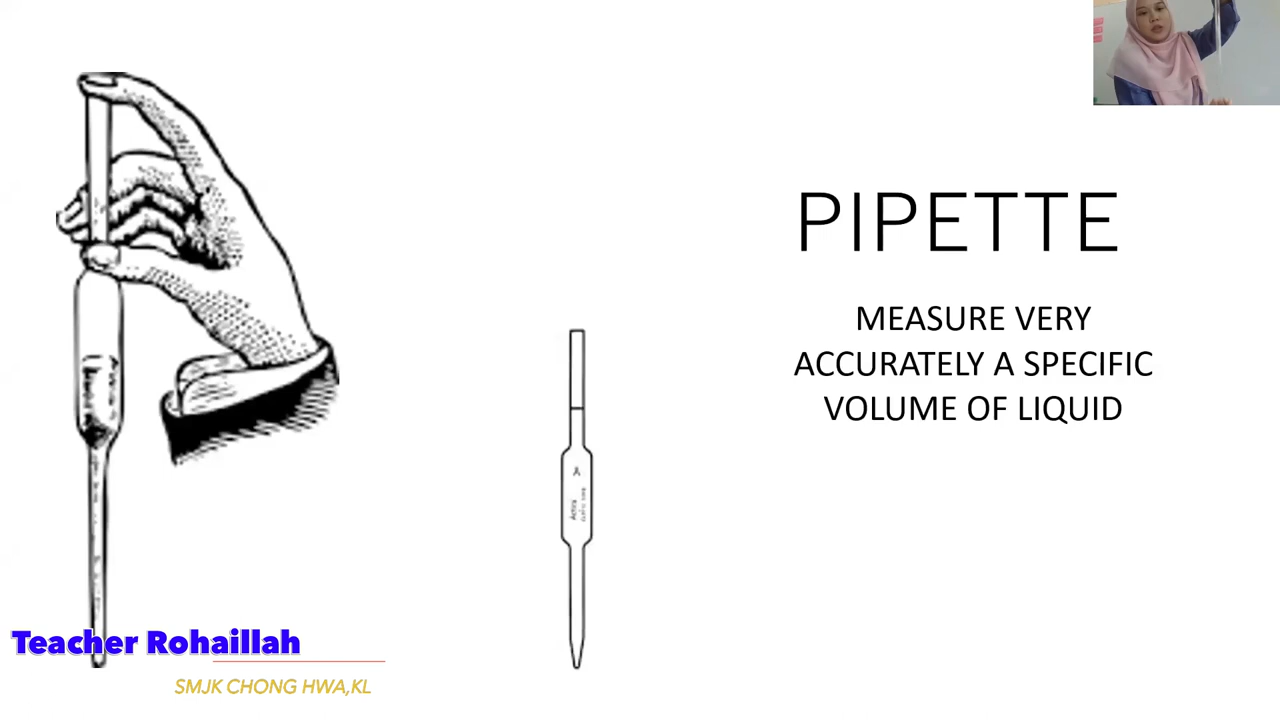 PIPETTE
MEASURE VERY
ACCURATELY A SPECIFIC
VOLUME OF LIQUID
A
Teacher Rohaillah
SMJK CHONG HWA,KL